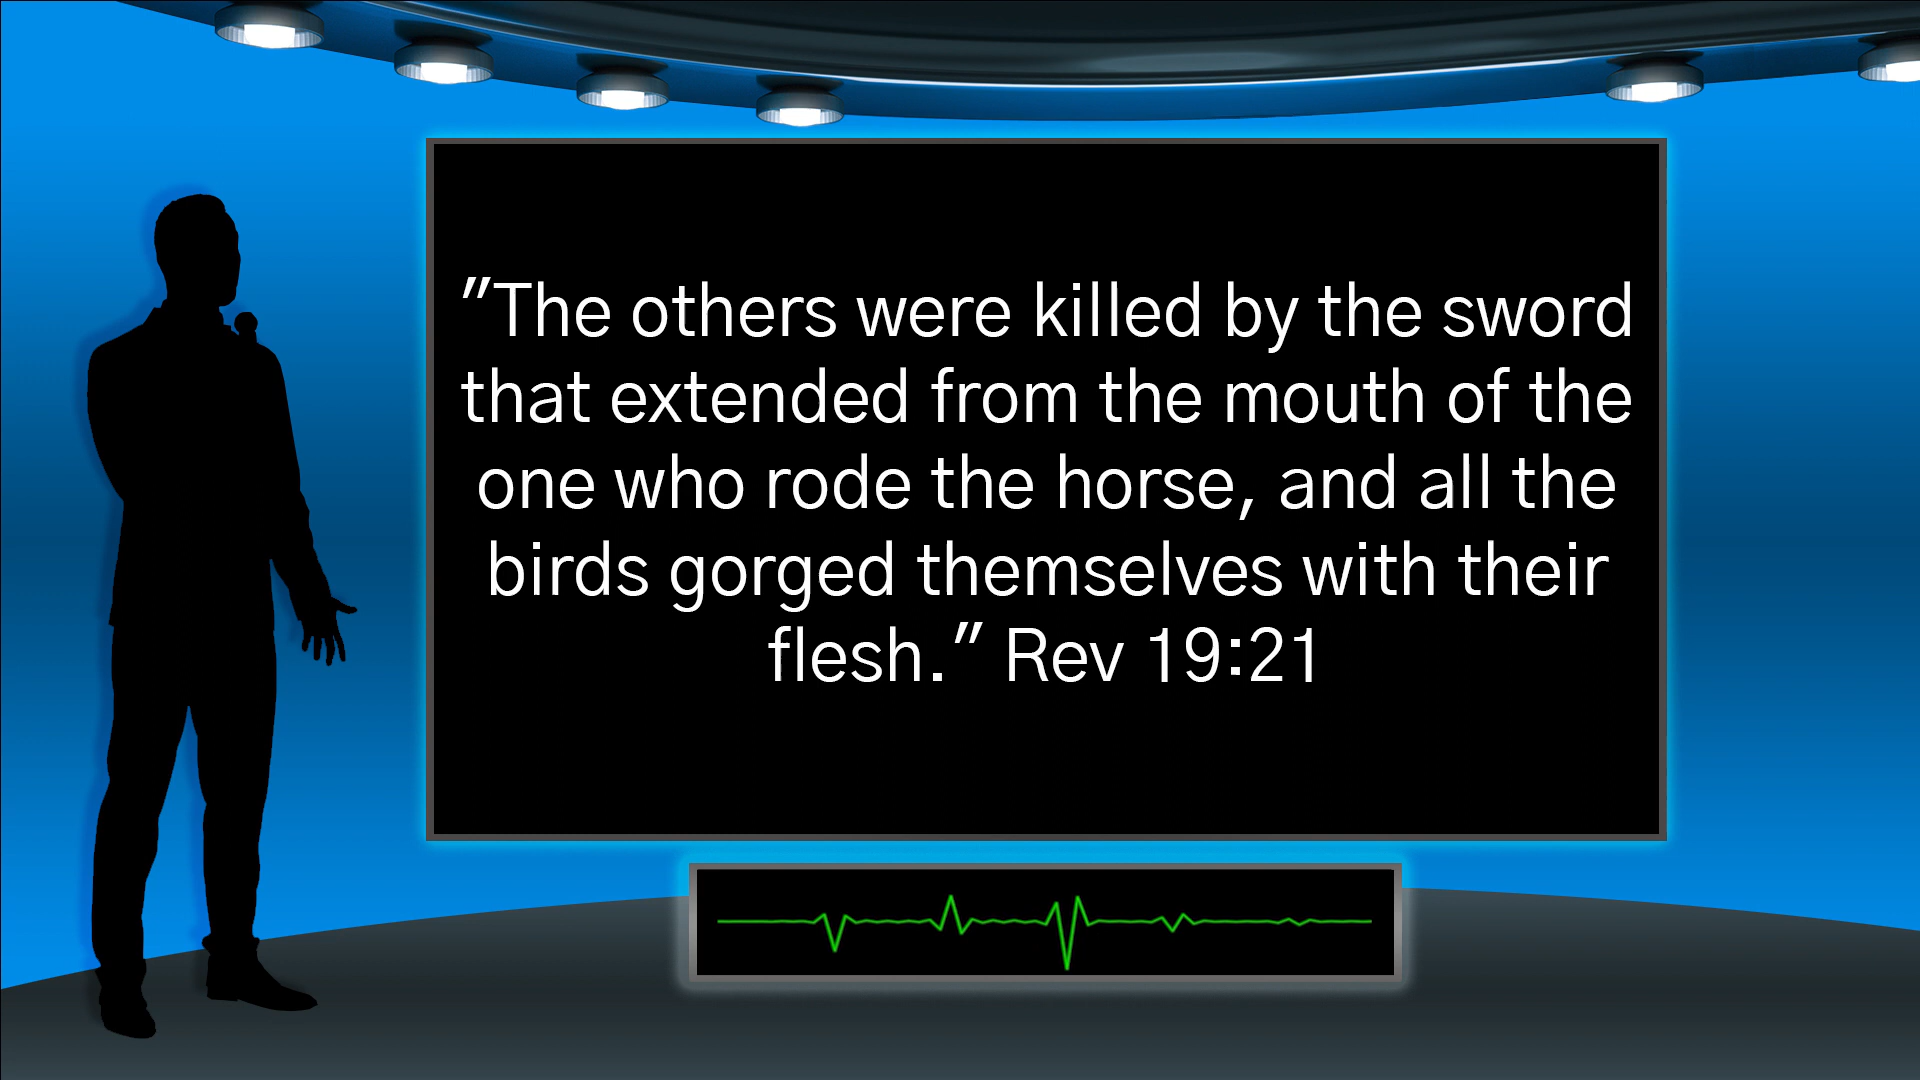 "The others were killed by the sword
that extended from the mouth of the
one who rode the horse, and all the
birds gorged themselves with their
flesh." Rev 19:21